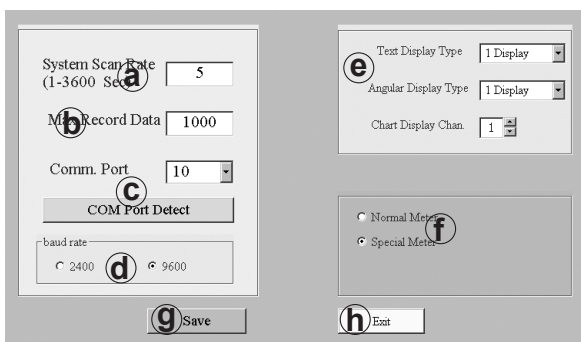 System Scan Rate
(1-3600 Sec)
a
5
b
Max Record Data
1000
Comm. Port
10
c
COM Port Detect
baud rate
2400
d
9600
g
Save
e
Text Display Type
1 Display
Angular Display Type
1 Display
Chart Display Chan.
1
Normal Meter
f
Special Meter
h
Exit